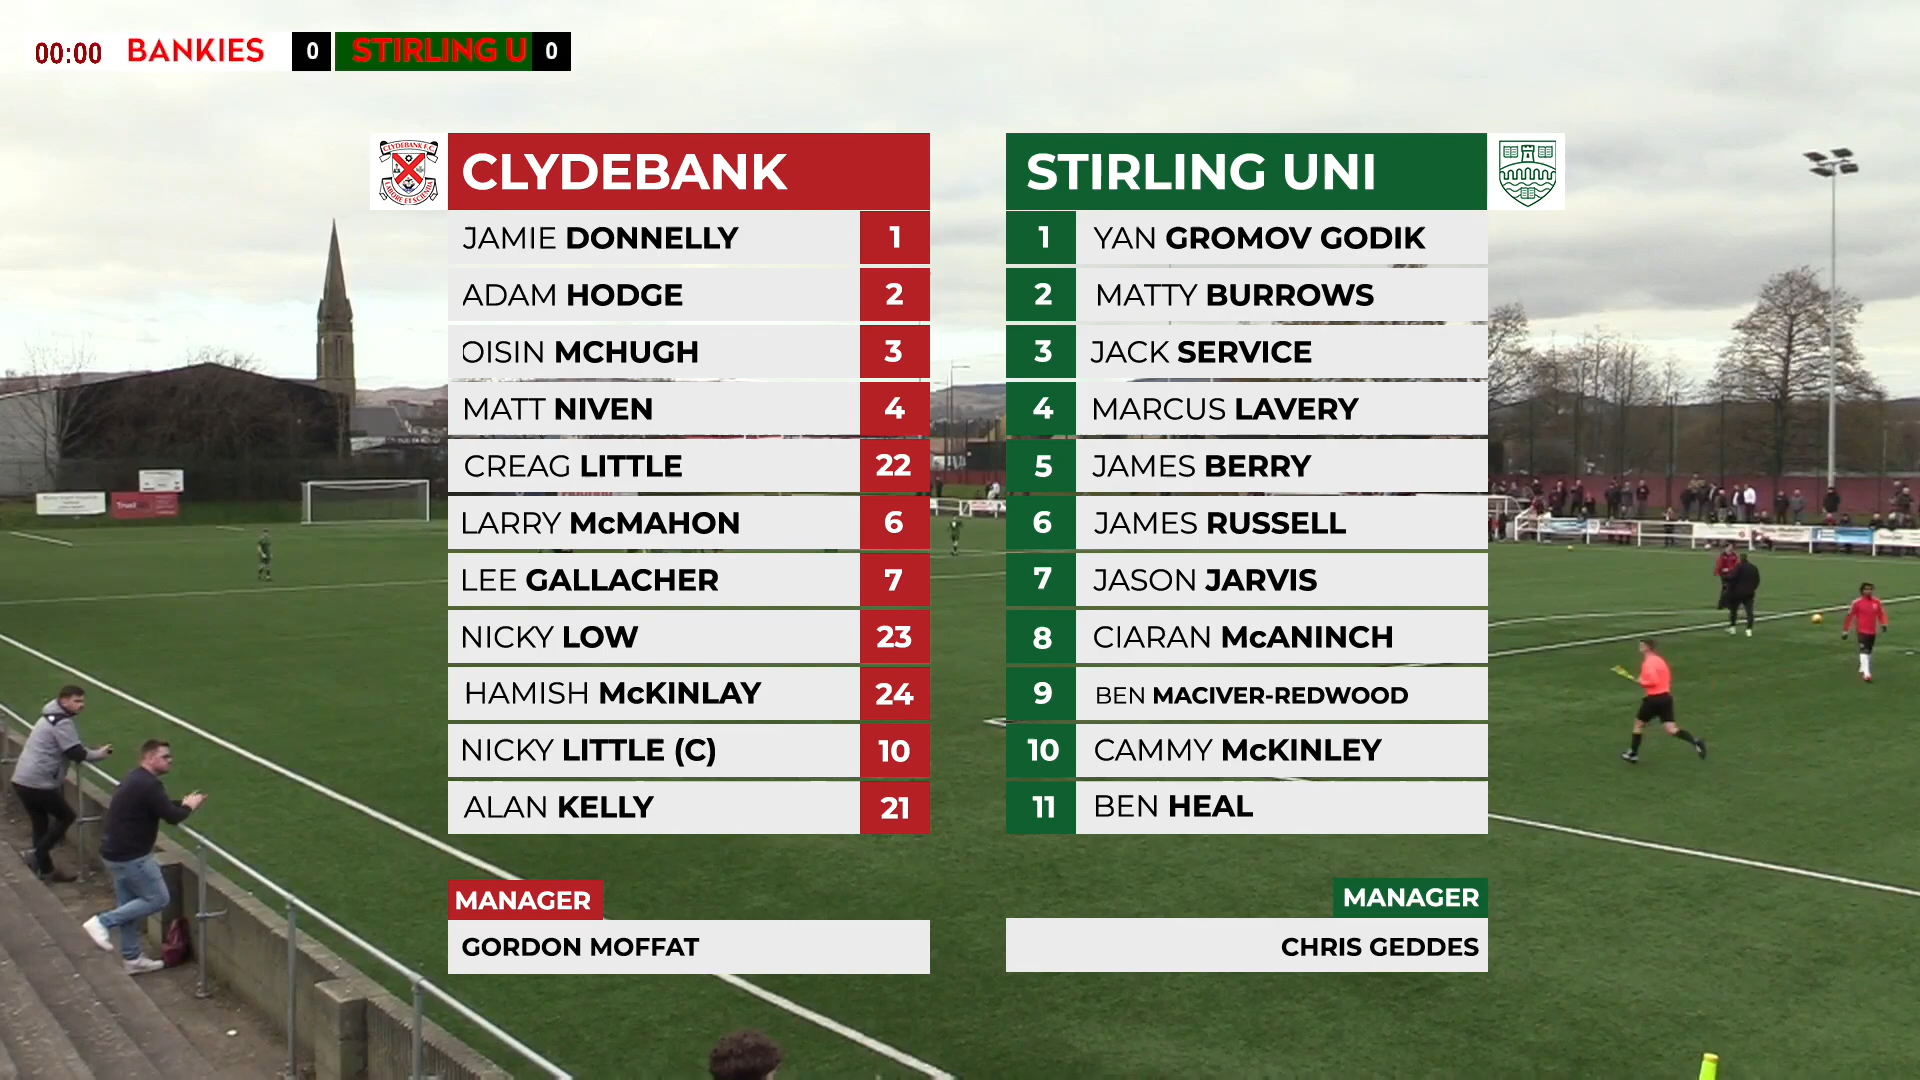 00:00 BANKIES 0 STIRLING U 0
CLYDEBANK
JAMIE DONNELLY 1
ADAM HODGE 2
OISIN MCHUGH 3
MATT NIVEN 4
CREAG LITTLE 22
LARRY McMAHON 6
LEE GALLACHER 7
NICKY LOW 23
HAMISH McKINLAY 24
NICKY LITTLE (C) 10
ALAN KELLY 21
MANAGER
GORDON MOFFAT
STIRLING UNI
1 YAN GROMOV GODIK
2 MATTY BURROWS
3 JACK SERVICE
4 MARCUS LAVERY
5 JAMES BERRY
6 JAMES RUSSELL
7 JASON JARVIS
8 CIARAN McANINCH
9 BEN MACIVER-REDWOOD
10 CAMMY McKINLEY
11 BEN HEAL
MANAGER
CHRIS GEDDES
CLYDEBANK F.C